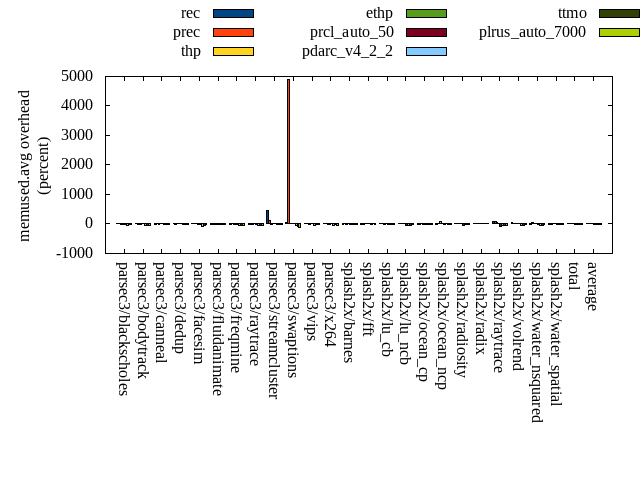 rec ethp ttmo
prec prcl_auto_50 plrus_auto_7000
thp pdarc_v4_2_2
memused.avg overhead
(percent)
5000
4000
3000
2000
1000
0
-1000
parsec3/blackscholes
parsec3/bodytrack
parsec3/canneal
parsec3/dedup
parsec3/facesim
parsec3/fluidanimate
parsec3/freqmine
parsec3/raytrace
parsec3/streamcluster
parsec3/swaptions
parsec3/vips
parsec3/x264
splash2x/barnes
splash2x/fft
splash2x/lu_cb
splash2x/lu_ncb
splash2x/ocean_cp
splash2x/ocean_ncp
splash2x/radiosity
splash2x/radix
splash2x/raytrace
splash2x/volrend
splash2x/water_nsquared
splash2x/water_spatial
total
average